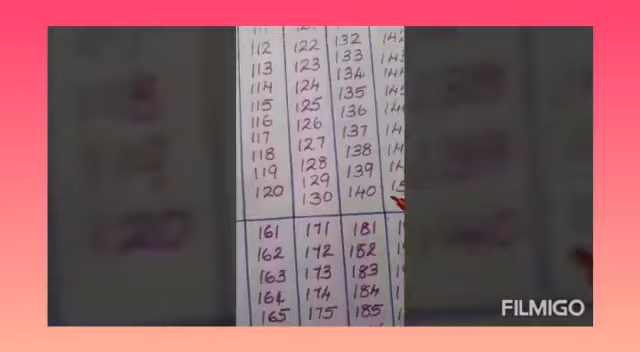 112 122 132 142
113 123 133
114 124 134
115 125 135
116 126 136
117 127 137
118 128 138
119 129 139
120 130 140
161 171 181
162 172 182
163 173 183
164 174 184
165 175 185
FILMIGO